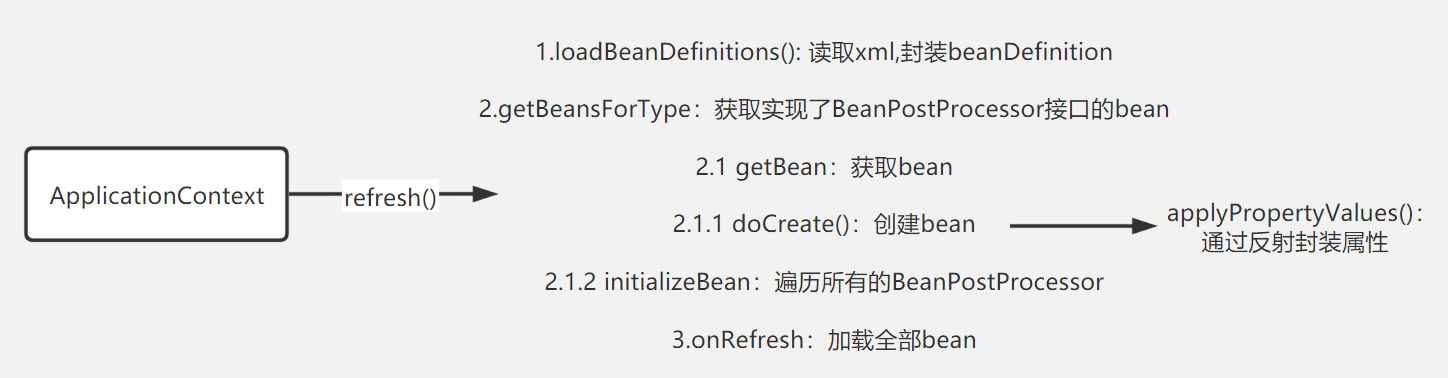 1.loadBeanDefinitions(): 读取xml,封装beanDefinition
2.getBeansForType：获取实现了BeanPostProcessor接口的bean
2.1 getBean：获取bean
ApplicationContext
refresh()
2.1.1 doCreate()：创建bean
applyPropertyValues()：
通过反射封装属性
2.1.2 initializeBean：遍历所有的BeanPostProcessor
3.onRefresh：加载全部bean